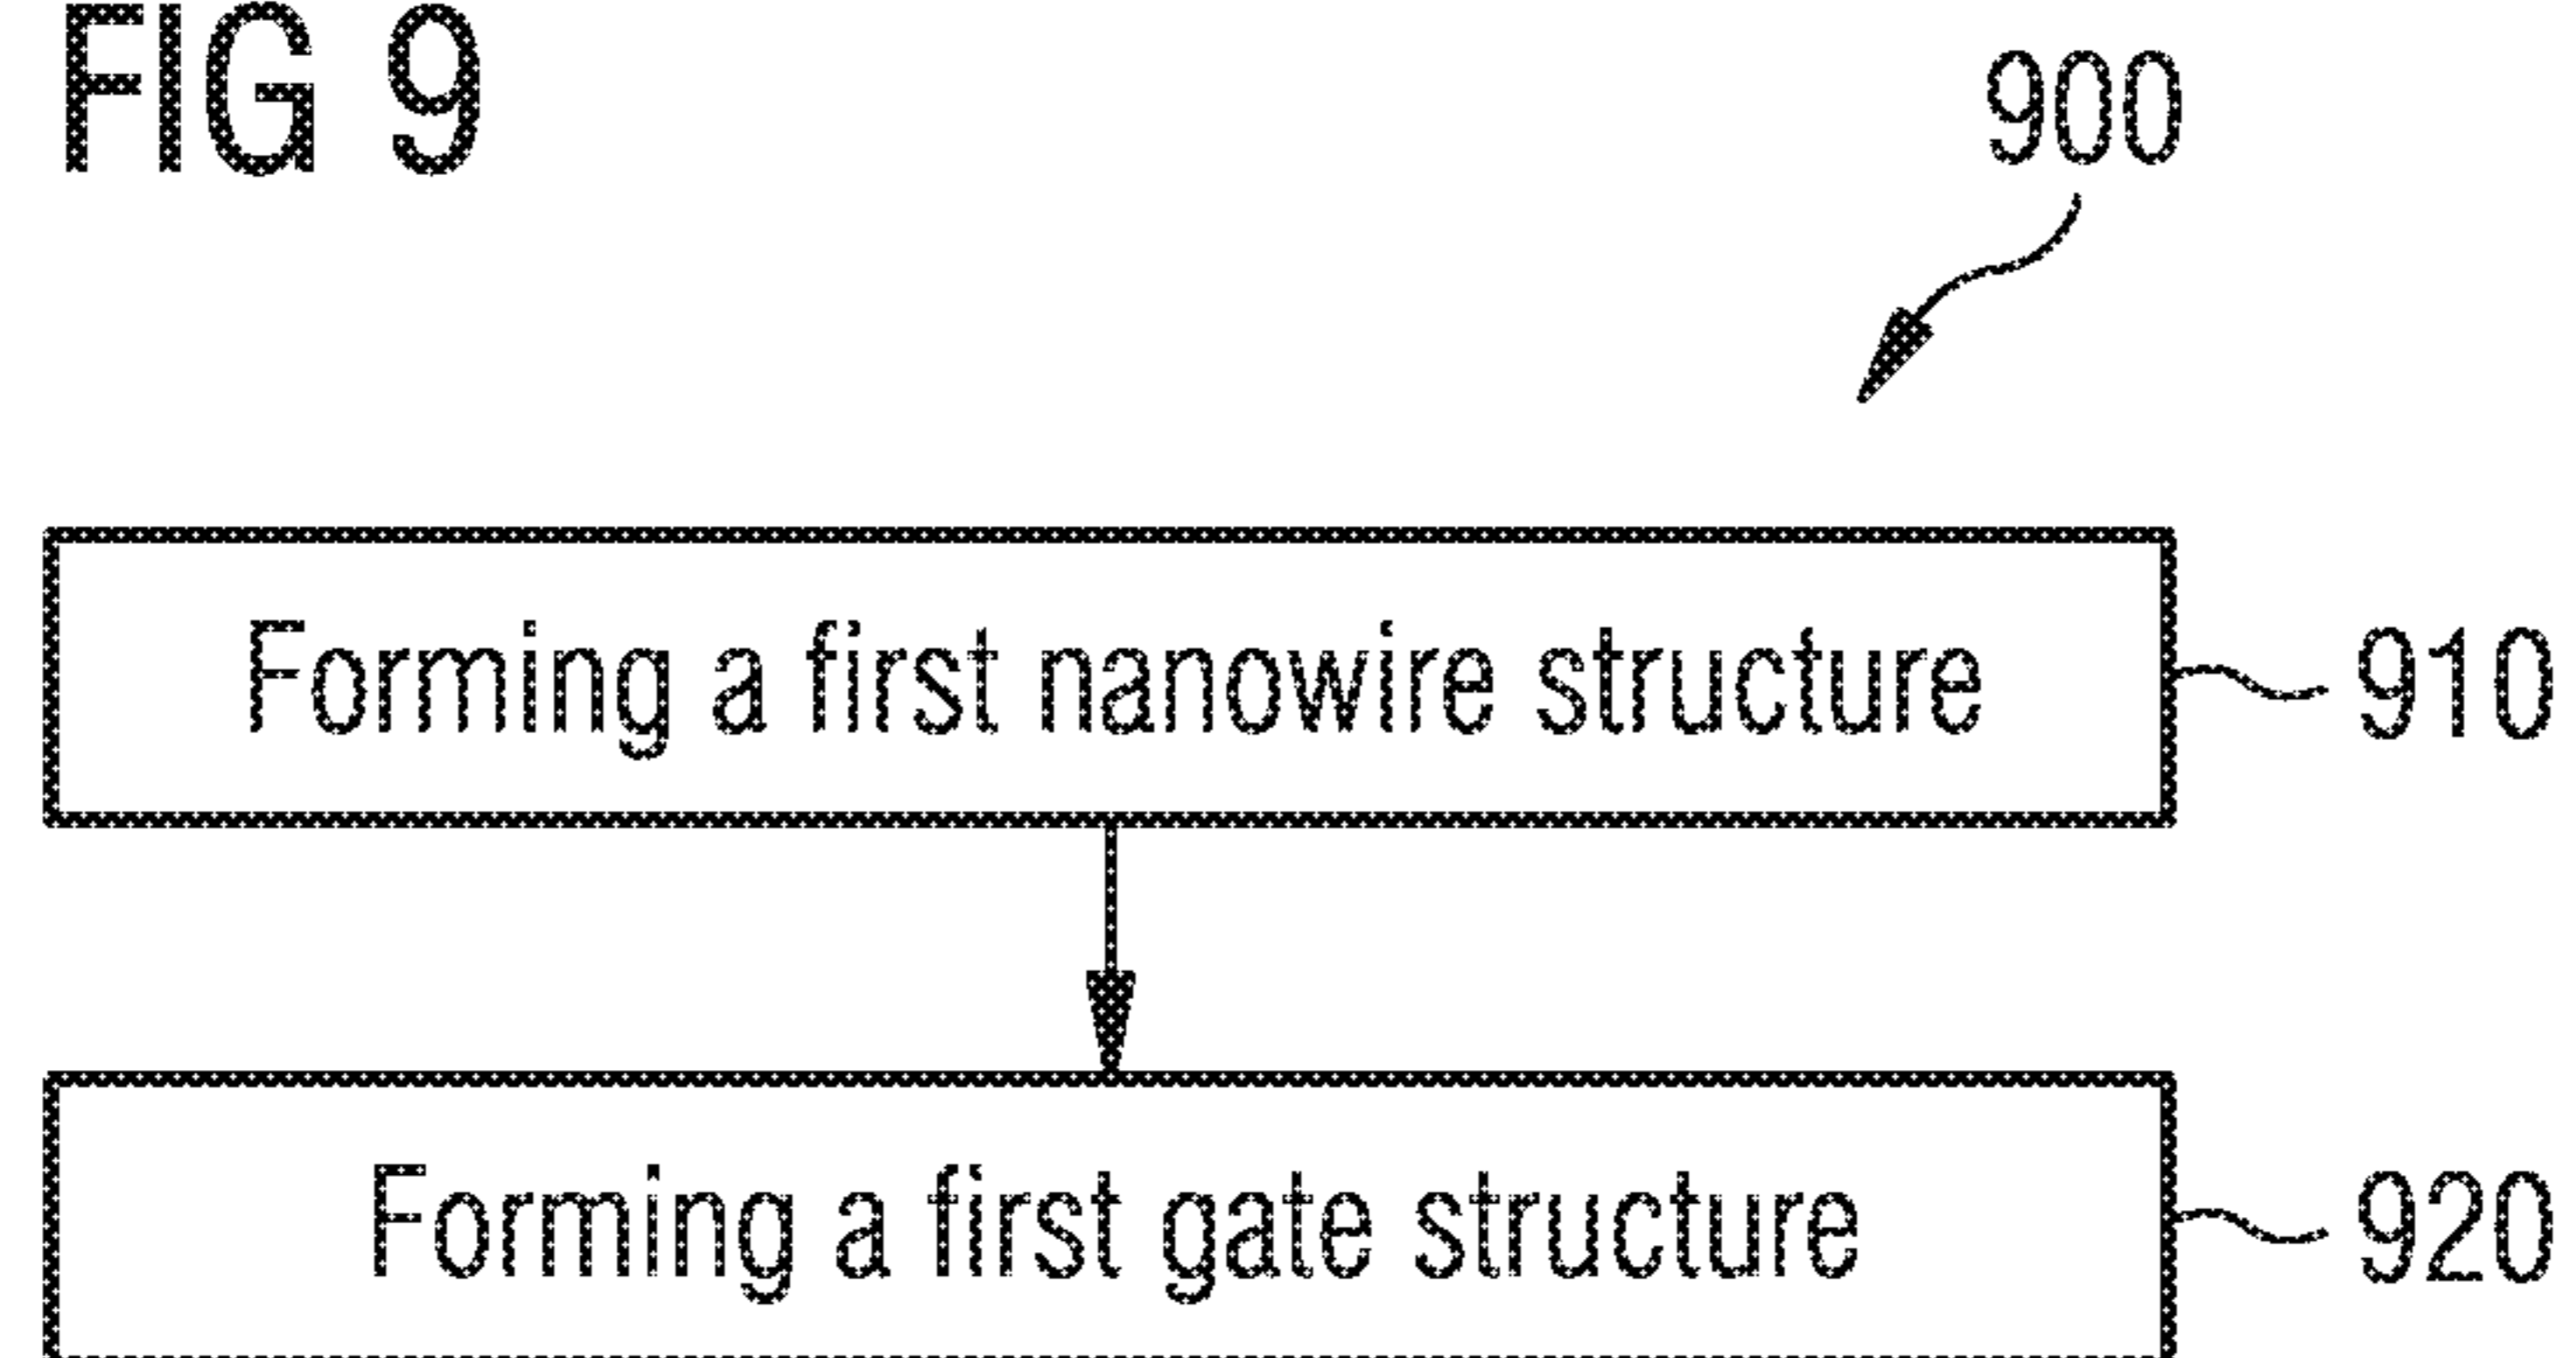 FIG 9
900
Forming a first nanowire structure
910
Forming a first gate structure
920